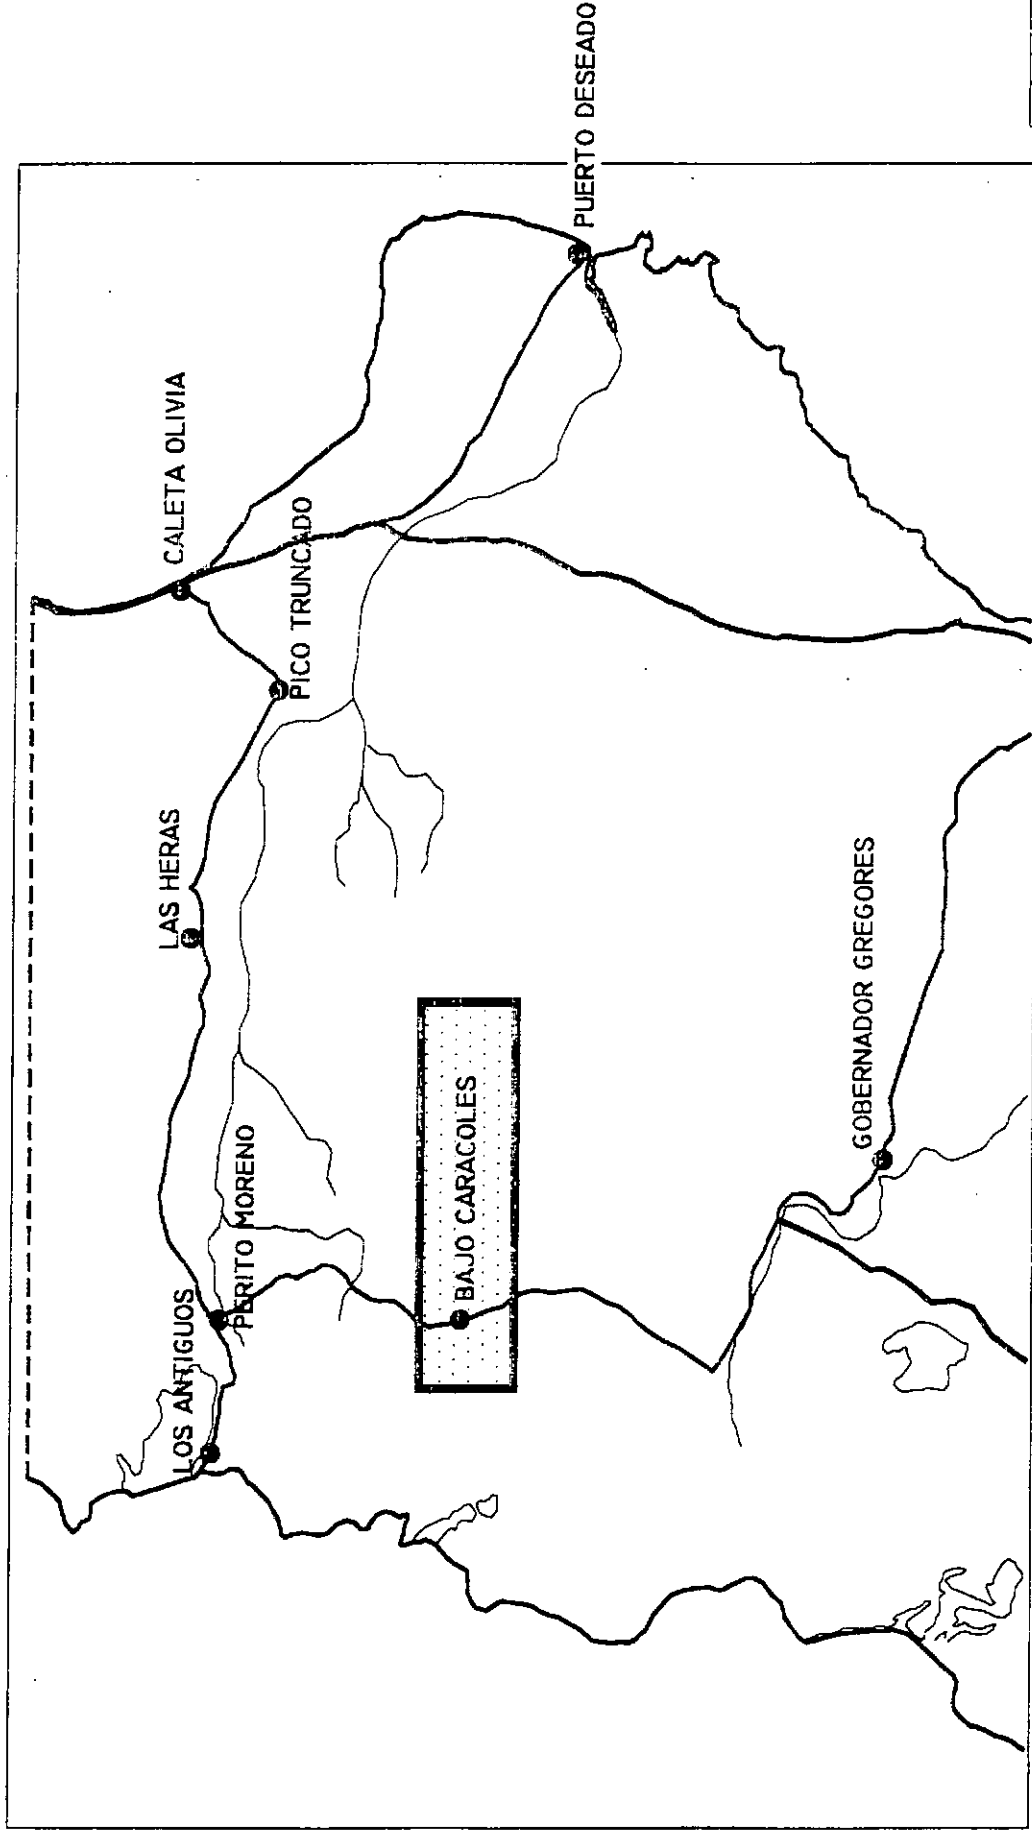 CALETA OLIVIA
LAS HERAS
PICO TRUNCADO
LOS ANTIGUOS
PERITO MORENO
PUERTO DESEADO
BAJO CARACOLES
GOBERNADOR GREGORES